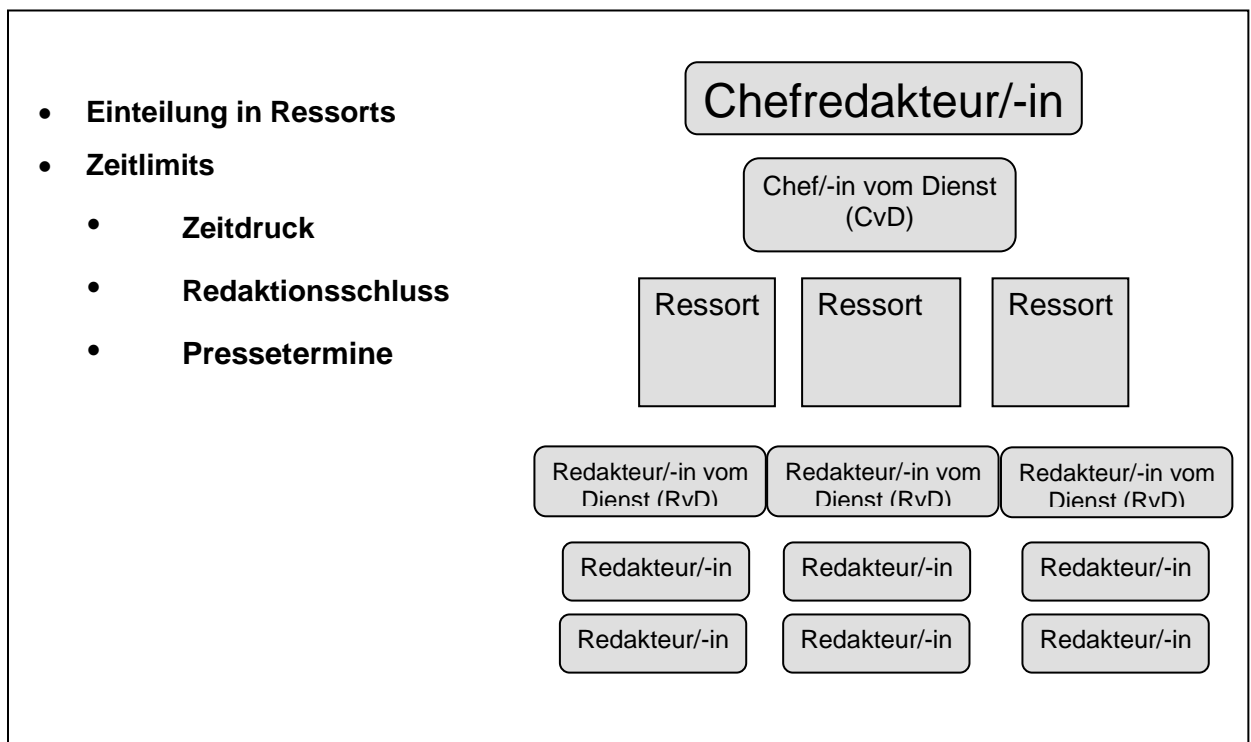 • Einteilung in Ressorts
• Zeitlimits
• Zeitdruck
• Redaktionsschluss
• Pressetermine
Chefredakteur/-in
Chef/-in vom Dienst
(CvD)
Ressort
Ressort
Ressort
Redakteur/-in vom
Dienst (RvD)
Redakteur/-in vom
Dienst (RvD)
Redakteur/-in vom
Dienst (RvD)
Redakteur/-in
Redakteur/-in
Redakteur/-in
Redakteur/-in
Redakteur/-in
Redakteur/-in